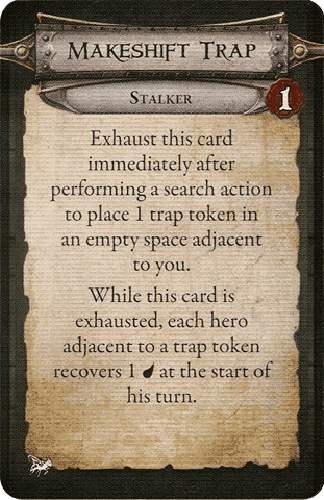 Makeshift Trap
Stalker
1
Exhaust this card
immediately after
performing a search action
to place 1 trap token in
an empty space adjacent
to you.
While this card is
exhausted, each hero
adjacent to a trap token
recovers 1 at the start of
his turn.